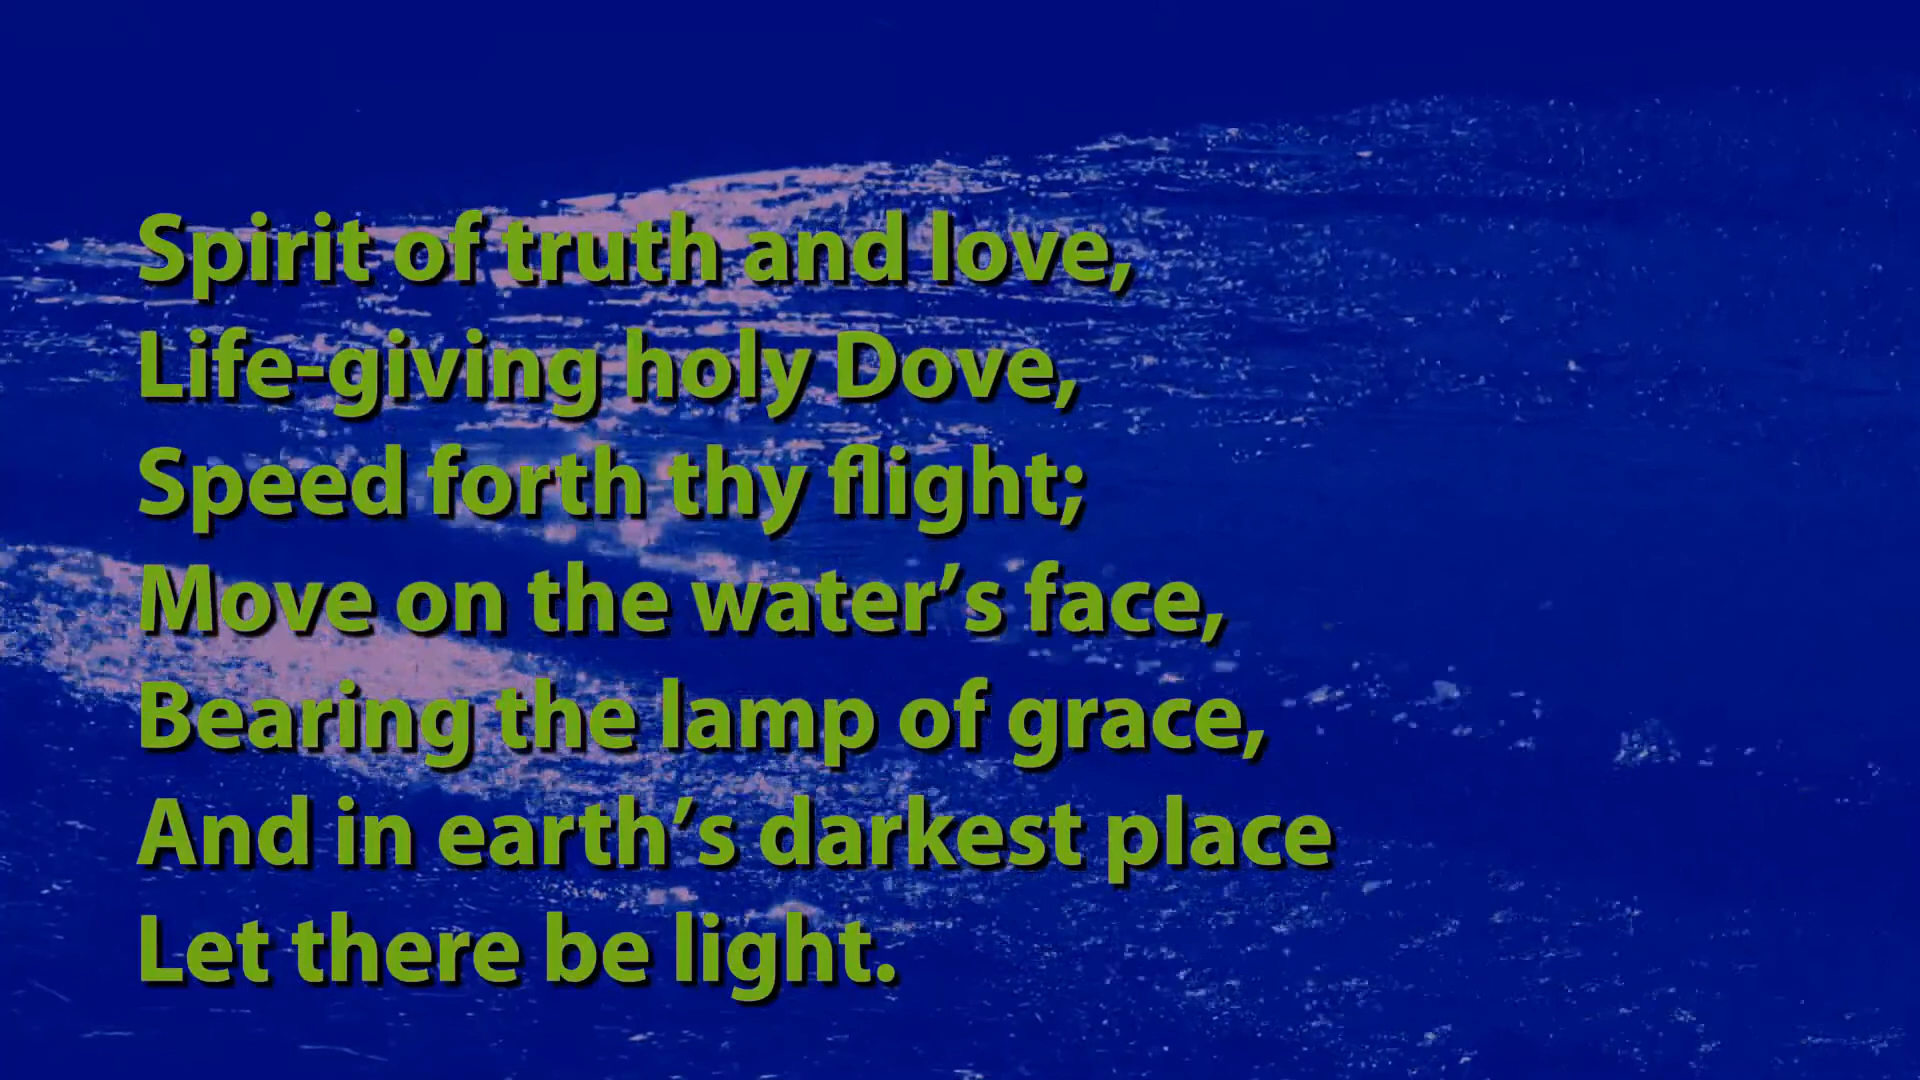 Spirit of truth and love,
Life-giving holy Dove,
Speed forth thy flight;
Move on the water’s face,
Bearing the lamp of grace,
And in earth’s darkest place
Let there be light.